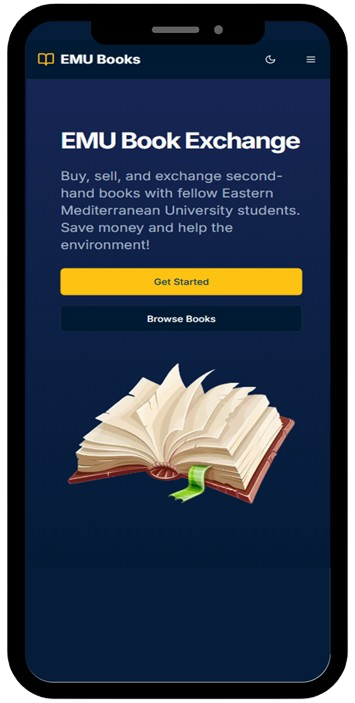 EMU Books
EMU Book Exchange
Buy, sell, and exchange second-
hand books with fellow Eastern
Mediterranean University students.
Save money and help the
environment!
Get Started
Browse Books